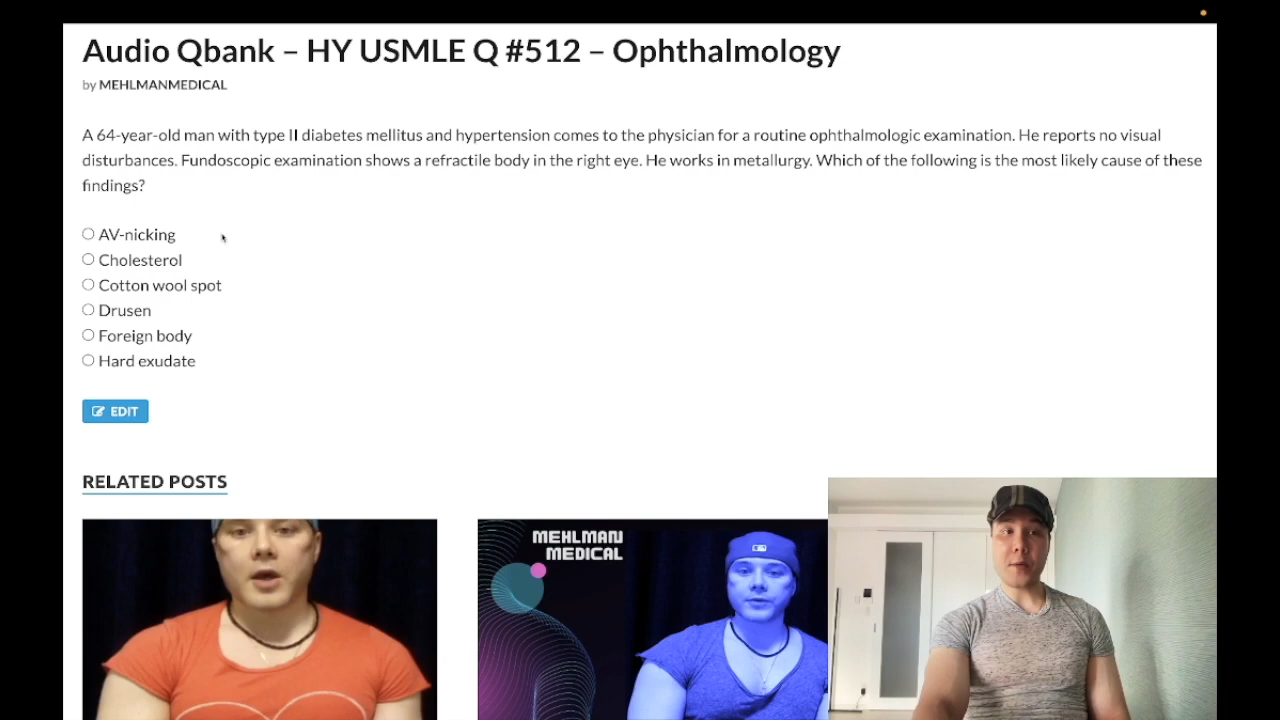 Audio Qbank – HY USMLE Q #512 – Ophthalmology
by MEHLMANMEDICAL
A 64-year-old man with type II diabetes mellitus and hypertension comes to the physician for a routine ophthalmologic examination. He reports no visual
disturbances. Fundoscopic examination shows a refractile body in the right eye. He works in metallurgy. Which of the following is the most likely cause of these
findings?
AV-nicking
Cholesterol
Cotton wool spot
Drusen
Foreign body
Hard exudate
EDIT
RELATED POSTS
MEHLMAN
MEDICAL